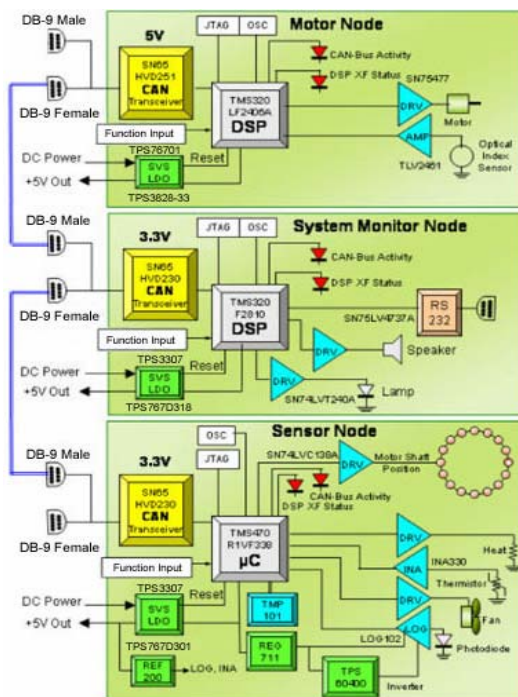 Motor Node
DB-9 Male
DB-9 Female
5V
SN65
HVD251
CAN
Transceiver
JTAG
OSC
CAN-Bus Activity
DSP XF Status
TMS320
LF2406A
DSP
SN75477
DRV
Motor
AMP
TLV2461
Optical
Index
Sensor
Function Input
TPS76701
DC Power
+5V Out
SVS
LDO
Reset
TPS3828-33
System Monitor Node
DB-9 Male
DB-9 Female
3.3V
SN65
HVD230
CAN
Transceiver
JTAG
OSC
CAN-Bus Activity
DSP XF Status
TMS320
F2810
DSP
SN75LV4737A
RS
232
DRV
Speaker
DRV
SN74LVT240A
Lamp
Function Input
TPS3307
DC Power
+5V Out
SVS
LDO
Reset
TPS767D318
Sensor Node
DB-9 Male
DB-9 Female
3.3V
SN65
HVD230
CAN
Transceiver
OSC
JTAG
SN74LVC138A
DRV
Motor Shaft
Position
CAN-Bus Activity
DSP XF Status
TMS470
R1VF338
µC
DRV
Heat
INA
INA330
Thermistor
DRV
Fan
LOG
LOG102
Photodiode
Function Input
TPS3307
DC Power
+5V Out
SVS
LDO
Reset
TPS767D301
TMP
101
REG
711
REF
200
LOG, INA
TPS
60400
Inverter